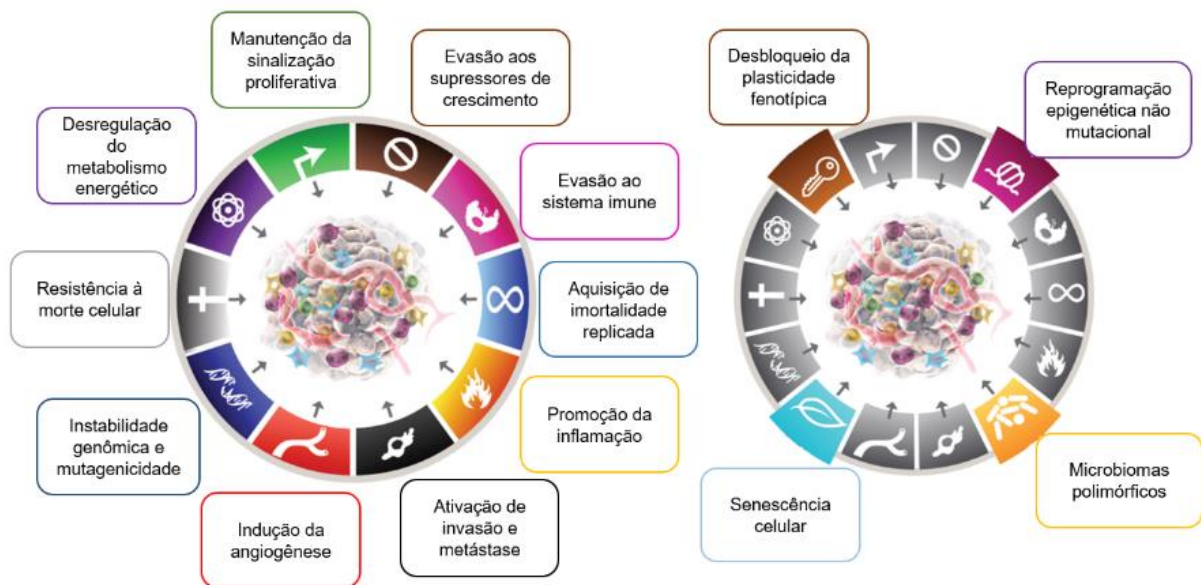 Manutenção da
sinalização
proliferativa
Evasão aos
supressores de
crescimento
Desregulação
do
metabolismo
energético
Evasão ao
sistema imune
Resistência à
morte celular
Aquisição de
imortalidade
replicada
Instabilidade
genômica e
mutagenicidade
Promoção da
inflamação
Indução da
angiogênese
Ativação de
invasão e
metástase
Desbloqueio da
plasticidade
fenotípica
Reprogramação
epigenética não
mutacional
Senescência
celular
Microbiomas
polimórficos